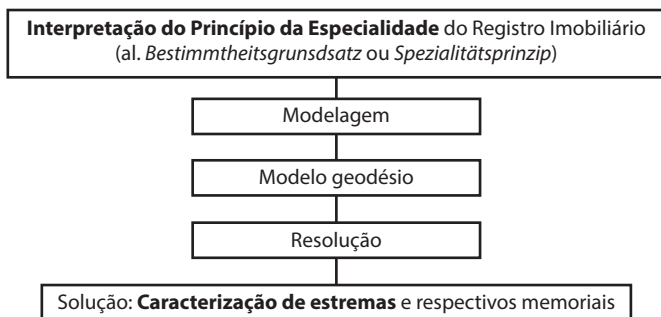 Interpretação do Princípio da Especialidade do Registro Imobiliário
(al. Bestimmtheitsgrunsdsatz ou Spezialitätsprinzip)
Modelagem
Modelo geodésio
Resolução
Solução: Caracterização de estremas e respectivos memoriais